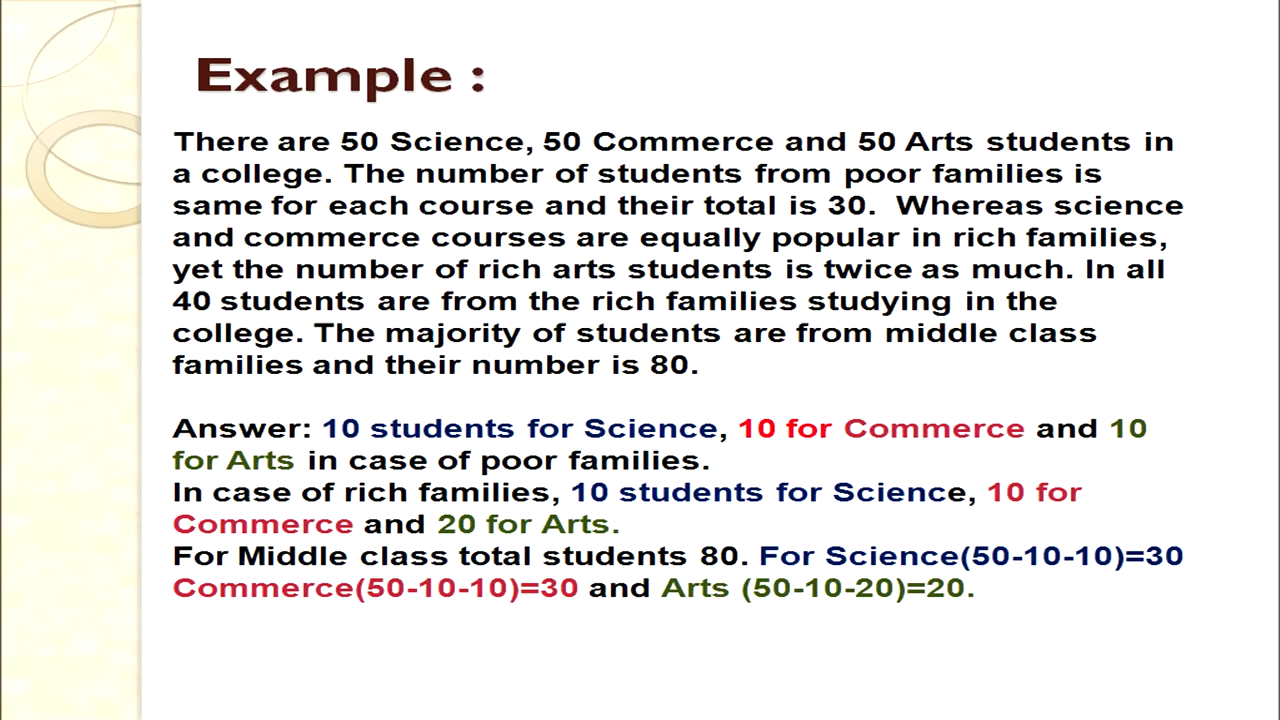 Example :
There are 50 Science, 50 Commerce and 50 Arts students in
a college. The number of students from poor families is
same for each course and their total is 30. Whereas science
and commerce courses are equally popular in rich families,
yet the number of rich arts students is twice as much. In all
40 students are from the rich families studying in the
college. The majority of students are from middle class
families and their number is 80.
Answer: 10 students for Science, 10 for Commerce and 10
for Arts in case of poor families.
In case of rich families, 10 students for Science, 10 for
Commerce and 20 for Arts.
For Middle class total students 80. For Science(50-10-10)=30
Commerce(50-10-10)=30 and Arts (50-10-20)=20.